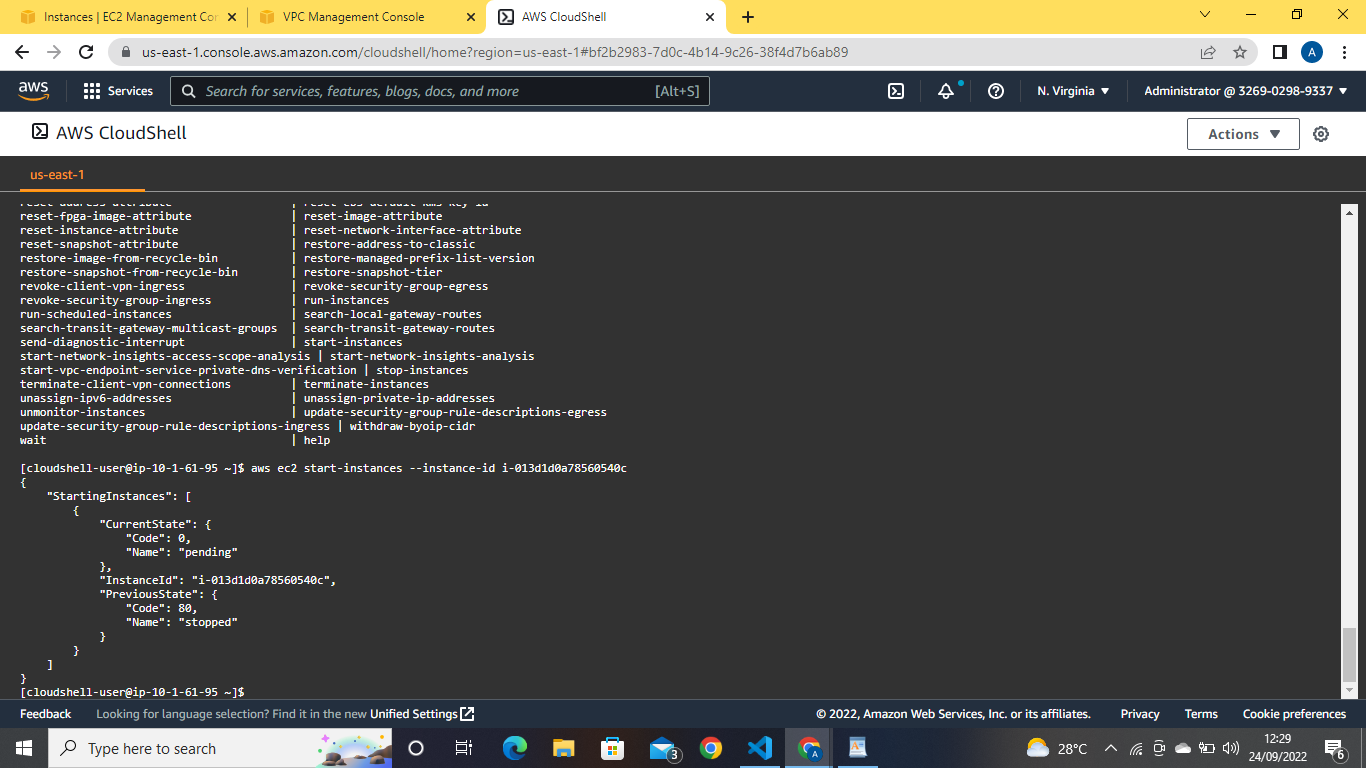 Instances | EC2 Management Con
VPC Management Console
AWS CloudShell
us-east-1.console.aws.amazon.com/cloudshell/home?region=us-east-1#bf2b2983-7d0c-4b14-9c26-38f4d7b6ab89
A
aws
Services
Search for services, features, blogs, docs, and more
[Alt+S]
N. Virginia
Administrator @ 3269-0298-9337
AWS CloudShell
Actions
us-east-1
reset-address-attribute | reset-ebs-default-kms-key-id
reset-fpga-image-attribute | reset-image-attribute
reset-instance-attribute | reset-network-interface-attribute
reset-snapshot-attribute | restore-address-to-classic
restore-image-from-recycle-bin | restore-managed-prefix-list-version
restore-snapshot-from-recycle-bin | restore-snapshot-tier
revoke-client-vpn-ingress | revoke-security-group-egress
revoke-security-group-ingress | run-instances
run-scheduled-instances | search-local-gateway-routes
search-transit-gateway-multicast-groups | search-transit-gateway-routes
send-diagnostic-interrupt | start-instances
start-network-insights-access-scope-analysis | start-network-insights-analysis
start-vpc-endpoint-service-private-dns-verification | stop-instances
terminate-client-vpn-connections | terminate-instances
unassign-ipv6-addresses | unassign-private-ip-addresses
unmonitor-instances | update-security-group-rule-descriptions-egress
update-security-group-rule-descriptions-ingress | withdraw-byoip-cidr
wait | help
[cloudshell-user@ip-10-1-61-95 ~]$ aws ec2 start-instances --instance-id i-013d1d0a78560540c
{
"StartingInstances": [
{
"CurrentState": {
"Code": 0,
"Name": "pending"
},
"InstanceId": "i-013d1d0a78560540c",
"PreviousState": {
"Code": 80,
"Name": "stopped"
}
}
]
}
[cloudshell-user@ip-10-1-61-95 ~]$
Feedback
Looking for language selection? Find it in the new Unified Settings
© 2022, Amazon Web Services, Inc. or its affiliates.
Privacy
Terms
Cookie preferences
Type here to search
3
A
28°C
12:29
24/09/2022
6